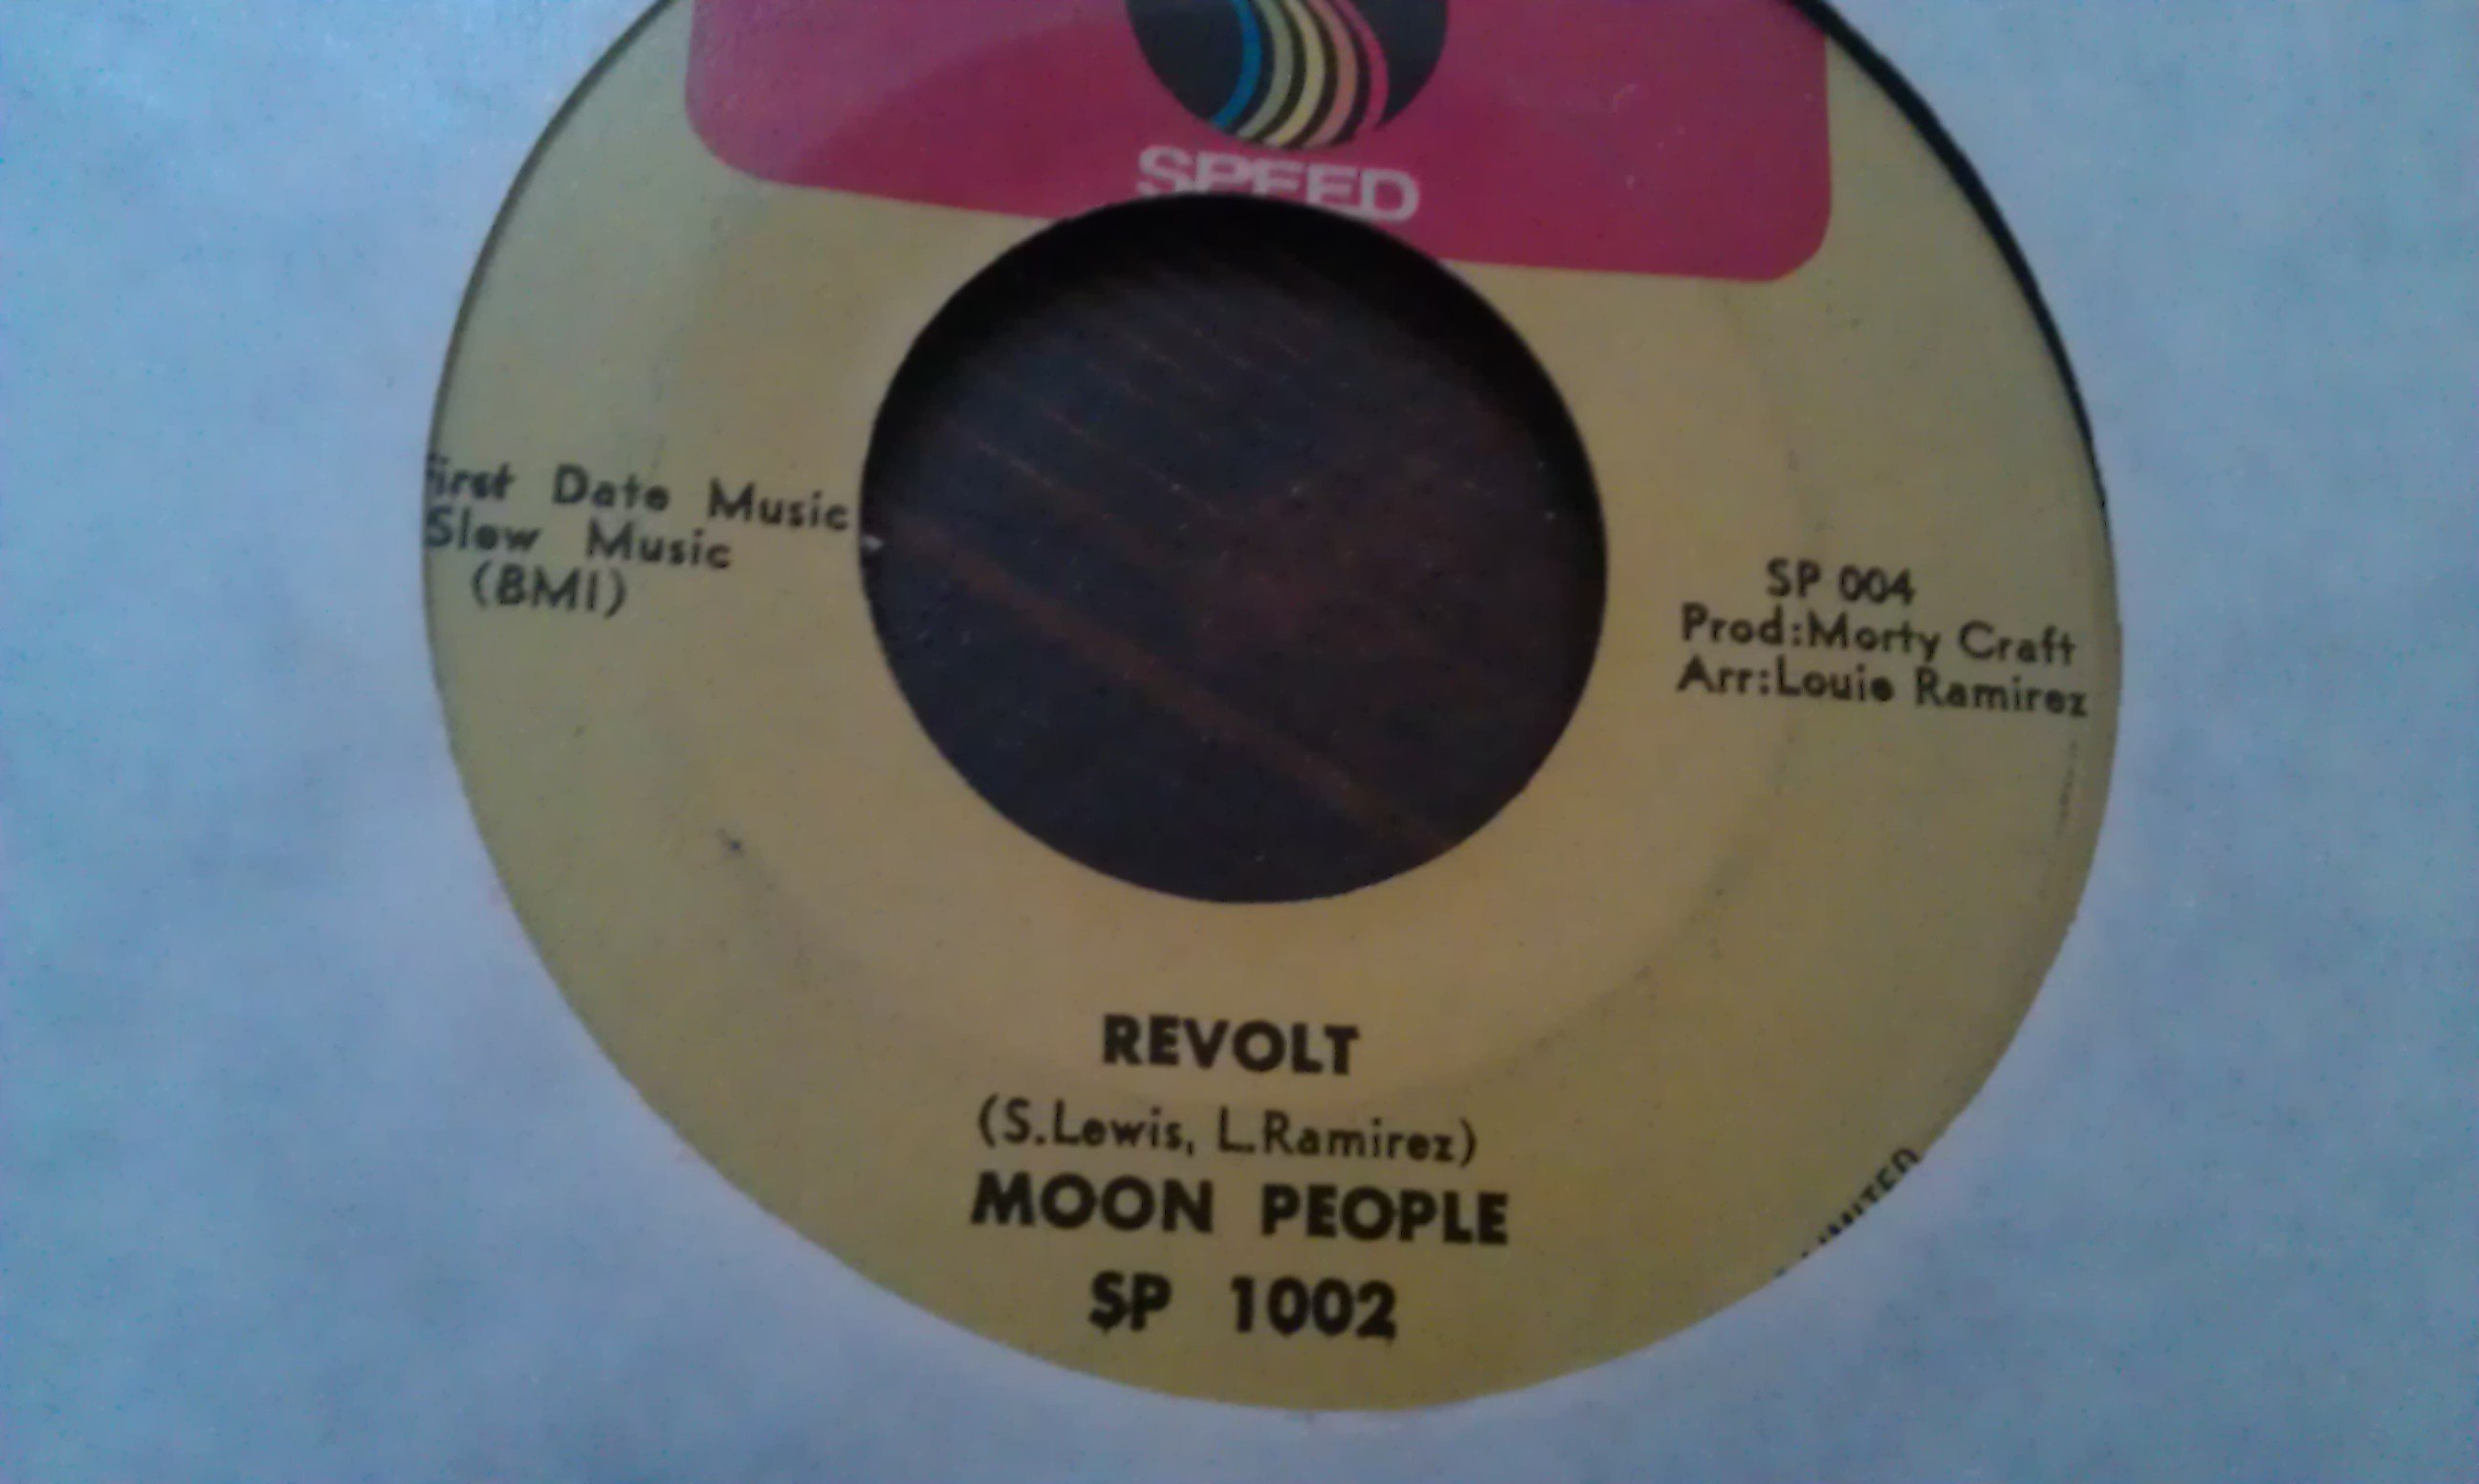 SPEED
First Date Music
Slew Music
(BMI)
SP 004
Prod:Morty Craft
Arr:Louie Ramirez
REVOLT
(S.Lewis, L.Ramirez)
MOON PEOPLE
SP 1002